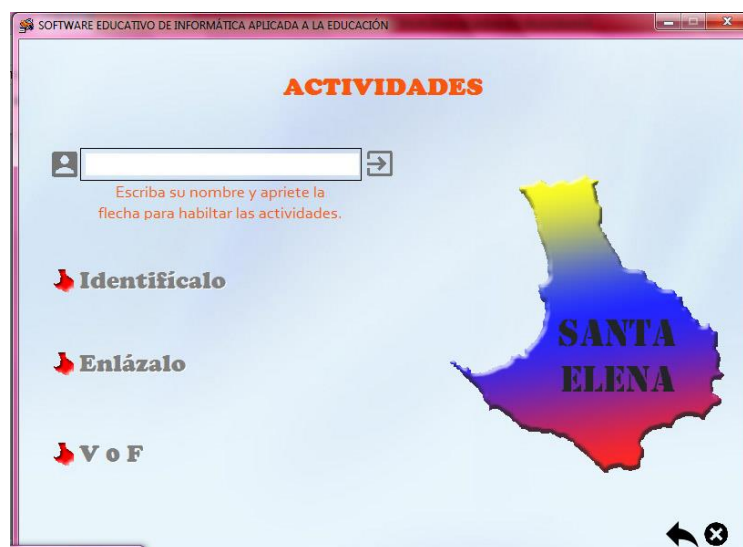 SOFTWARE EDUCATIVO DE INFORMÁTICA APLICADA A LA EDUCACIÓN
ACTIVIDADES
Escriba su nombre y apriete la
flecha para habiltar las actividades.
Identifícalo
Enlázalo
V o F
SANTA
ELENA